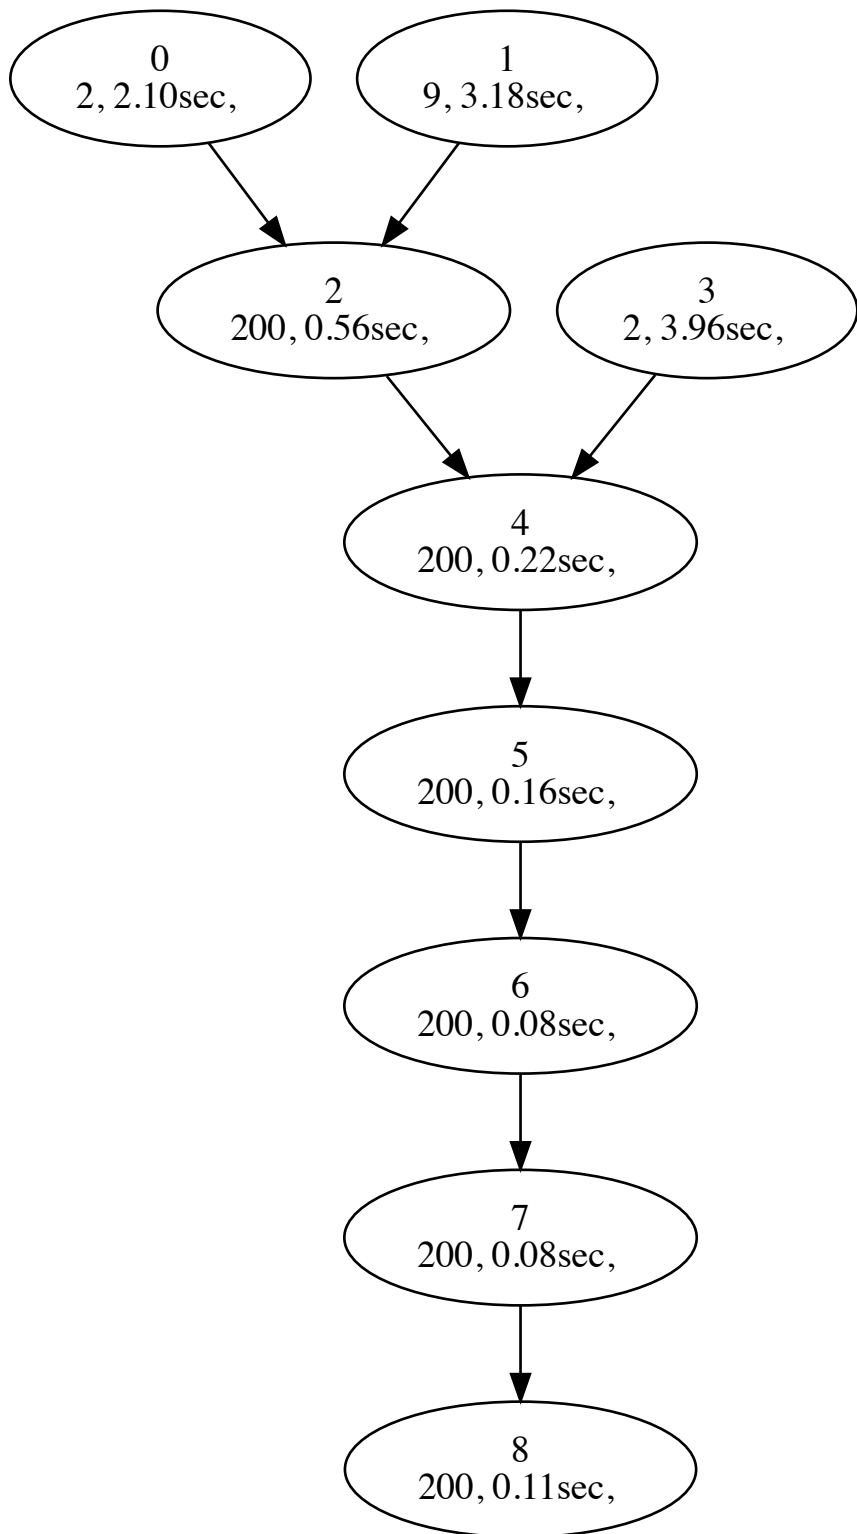 0
2, 2.10sec,
1
9, 3.18sec,
2
200, 0.56sec,
3
2, 3.96sec,
4
200, 0.22sec,
5
200, 0.16sec,
6
200, 0.08sec,
7
200, 0.08sec,
8
200, 0.11sec,